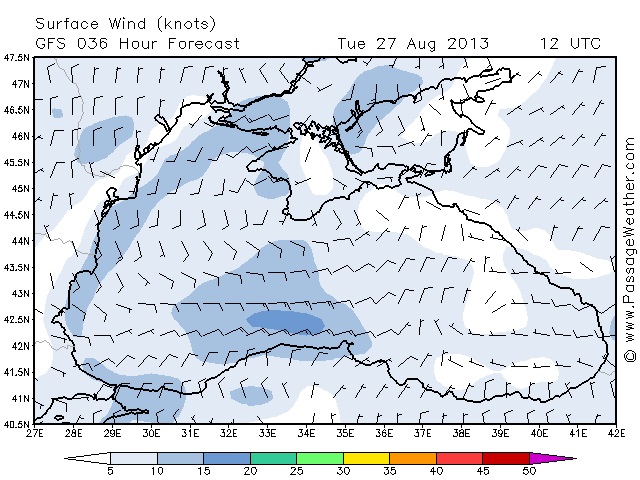 Surface Wind (knots)
GFS 036 Hour Forecast Tue 27 Aug 2013 12 UTC
47.5N
47N
46.5N
46N
45.5N
45N
44.5N
44N
43.5N
43N
42.5N
42N
41.5N
41N
40.5N
27E 28E 29E 30E 31E 32E 33E 34E 35E 36E 37E 38E 39E 40E 41E 42E
5 10 15 20 25 30 35 40 45 50
© www.PassageWeather.com